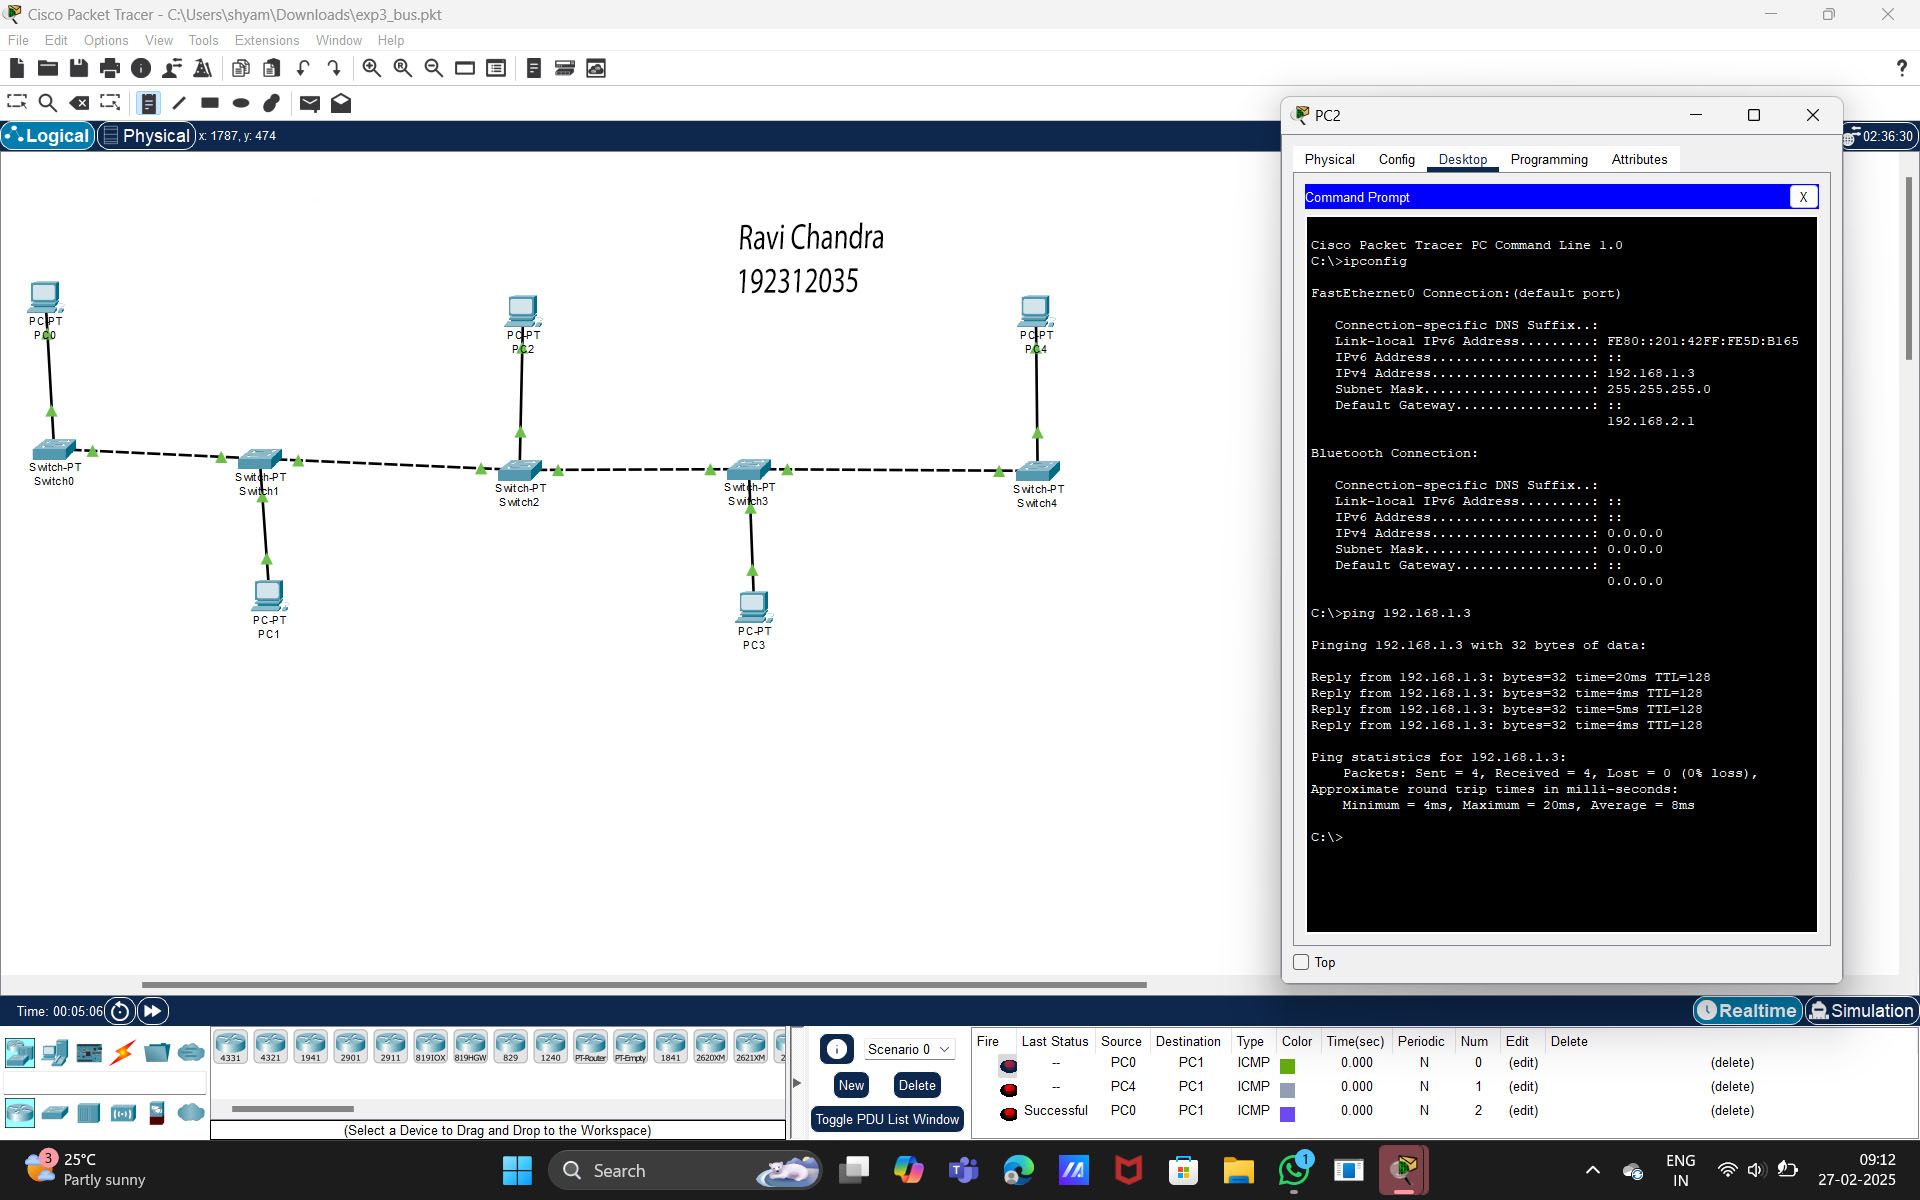 Cisco Packet Tracer - C:\Users\shyam\Downloads\exp3_bus.pkt
File Edit Options View Tools Extensions Window Help
Logical Physical x: 1787, y: 474
02:36:30
Ravi Chandra
192312035
PC-PT
PC0
PC-PT
PC2
PC-PT
PC4
Switch-PT
Switch0
Switch-PT
Switch1
Switch-PT
Switch2
Switch-PT
Switch3
Switch-PT
Switch4
PC-PT
PC1
PC-PT
PC3
PC2
Physical Config Desktop Programming Attributes
Command Prompt X
Cisco Packet Tracer PC Command Line 1.0
C:\>ipconfig
FastEthernet0 Connection:(default port)
Connection-specific DNS Suffix..:
Link-local IPv6 Address.........: FE80::201:42FF:FE5D:B165
IPv6 Address....................: ::
IPv4 Address....................: 192.168.1.3
Subnet Mask.....................: 255.255.255.0
Default Gateway.................: ::
192.168.2.1
Bluetooth Connection:
Connection-specific DNS Suffix..:
Link-local IPv6 Address.........: ::
IPv6 Address....................: ::
IPv4 Address....................: 0.0.0.0
Subnet Mask.....................: 0.0.0.0
Default Gateway.................: ::
0.0.0.0
C:\>ping 192.168.1.3
Pinging 192.168.1.3 with 32 bytes of data:
Reply from 192.168.1.3: bytes=32 time=20ms TTL=128
Reply from 192.168.1.3: bytes=32 time=4ms TTL=128
Reply from 192.168.1.3: bytes=32 time=5ms TTL=128
Reply from 192.168.1.3: bytes=32 time=4ms TTL=128
Ping statistics for 192.168.1.3:
Packets: Sent = 4, Received = 4, Lost = 0 (0% loss),
Approximate round trip times in milli-seconds:
Minimum = 4ms, Maximum = 20ms, Average = 8ms
C:\>
Top
Time: 00:05:06
Realtime Simulation
4331 4321 1941 2901 2911 819IOX 819HGW 829 1240 PT-Router PT-Empty 1841 2620XM 2621XM 2
(Select a Device to Drag and Drop to the Workspace)
Scenario 0
New Delete
Toggle PDU List Window
Fire Last Status Source Destination Type Color Time(sec) Periodic Num Edit Delete
-- PC0 PC1 ICMP 0.000 N 0 (edit) (delete)
-- PC4 PC1 ICMP 0.000 N 1 (edit) (delete)
Successful PC0 PC1 ICMP 0.000 N 2 (edit) (delete)
3
25°C
Partly sunny
Search
1
ENG
IN
09:12
27-02-2025